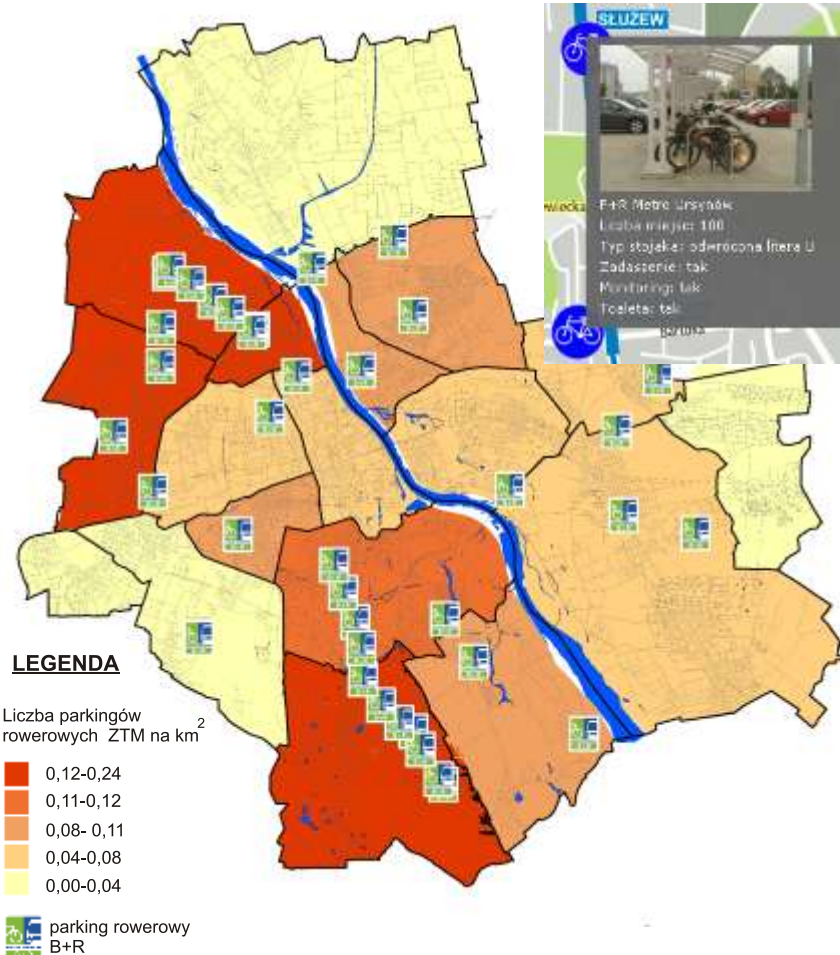 SŁUŻEW
P+R Metro Ursynów
Liczba miejsc: 100
Typ stojaka: odwrócona litera U
Zadaszenie: tak
Monitoring: tak
Toaleta: tak
LEGENDA
Liczba parkingów
rowerowych ZTM na km²
0,12-0,24
0,11-0,12
0,08- 0,11
0,04-0,08
0,00-0,04
parking rowerowy
B+R